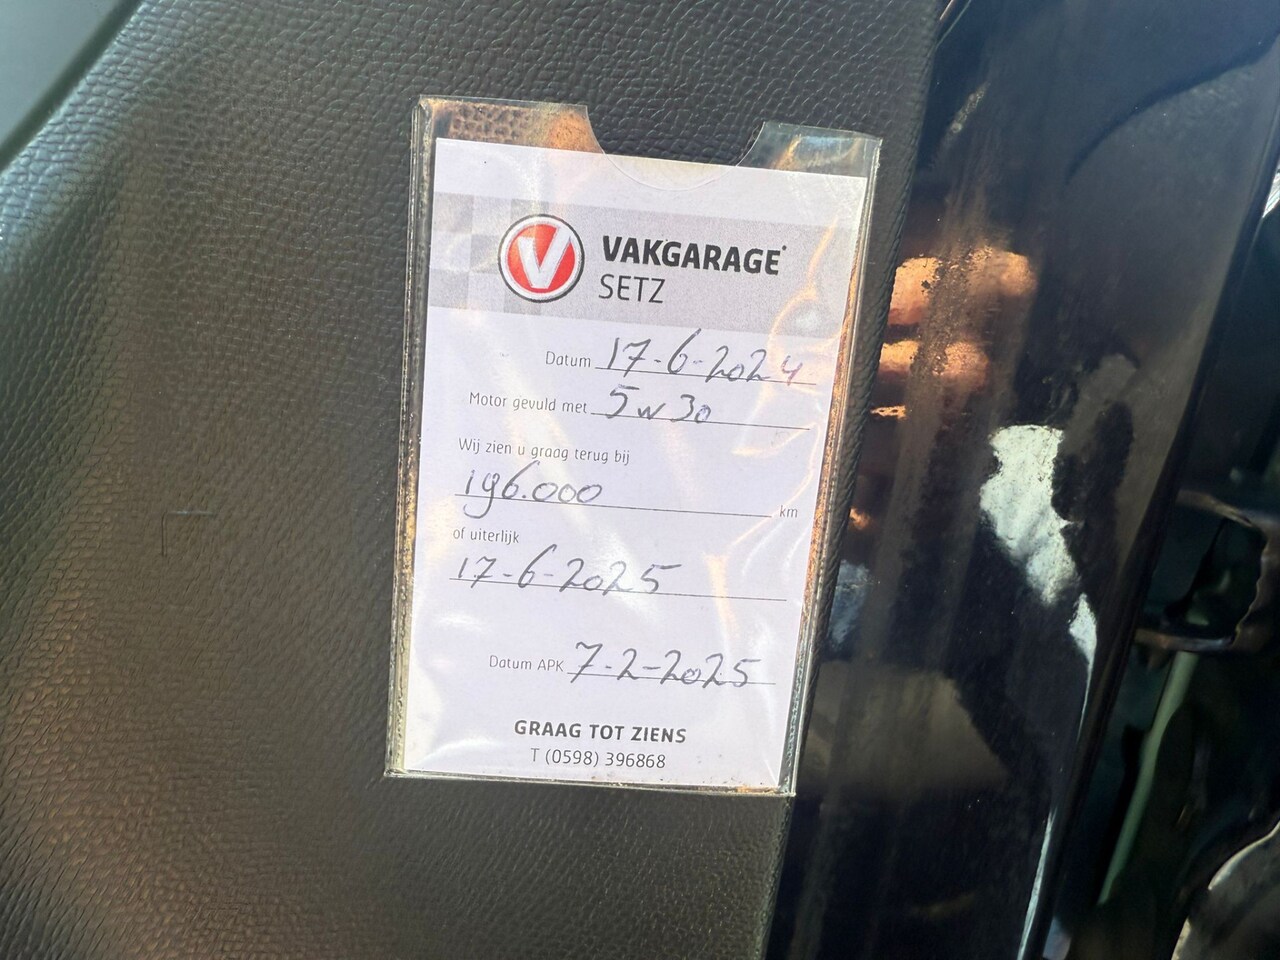 V VAKGARAGE
SETZ
Datum 17-6-2024
Motor gevuld met 5w30
Wij zien u graag terug bij
196.000 km
of uiterlijk
17-6-2025
Datum APK 7-2-2025
GRAAG TOT ZIENS
T (0598) 396868